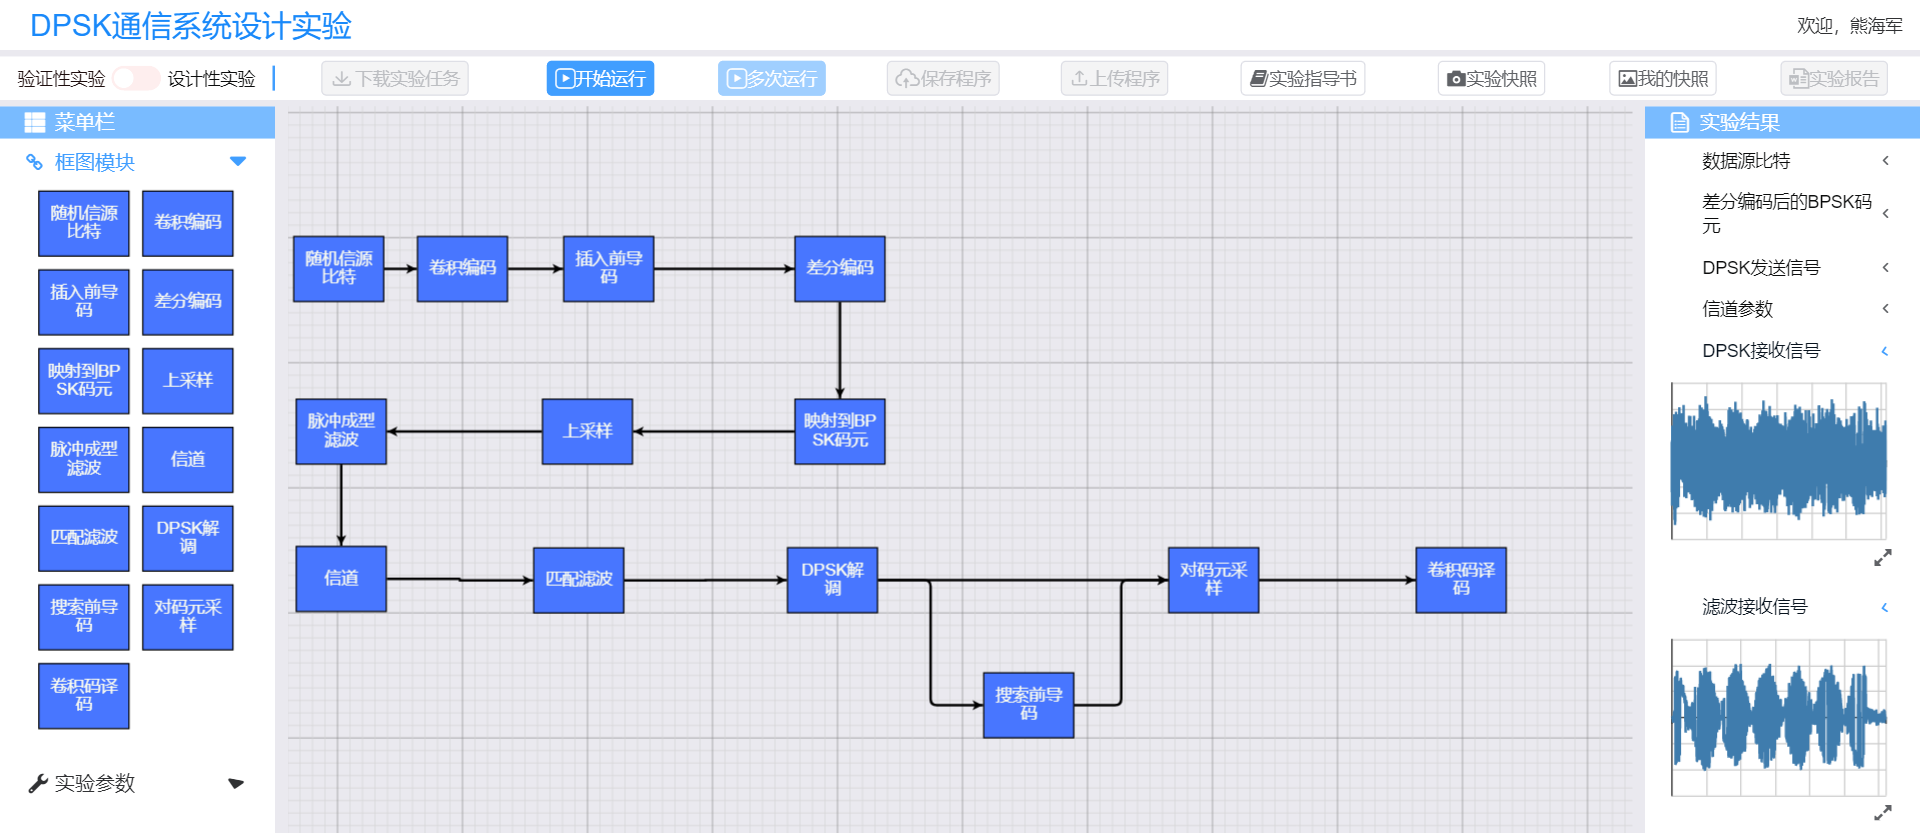 DPSK通信系统设计实验
欢迎，熊海军
验证性实验 设计性实验
下载实验任务
开始运行
多次运行
保存程序
上传程序
实验指导书
实验快照
我的快照
实验报告
菜单栏
框图模块
随机信源
比特
卷积编码
插入前导
码
差分编码
映射到BP
SK码元
上采样
脉冲成型
滤波
信道
匹配滤波
DPSK解
调
搜索前导
码
对码元采
样
卷积码译
码
实验参数
随机信源
比特
卷积编码
插入前导
码
差分编码
脉冲成型
滤波
上采样
映射到BP
SK码元
信道
匹配滤波
DPSK解
调
对码元采
样
卷积码译
码
搜索前导
码
实验结果
数据源比特
差分编码后的BPSK码
元
DPSK发送信号
信道参数
DPSK接收信号
滤波接收信号